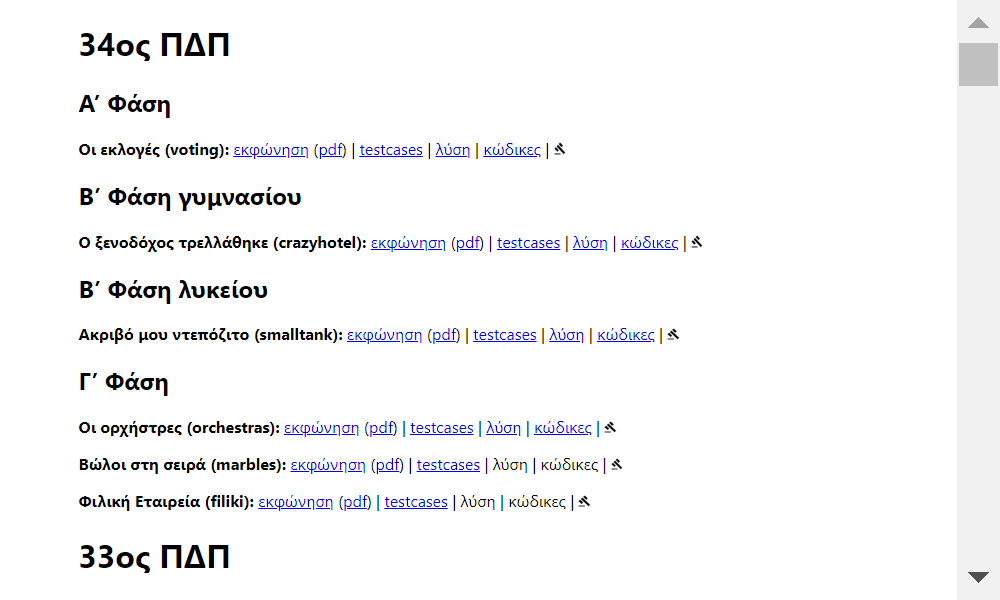 34ος ΠΔΠ
Α’ Φάση
Οι εκλογές (voting): εκφώνηση (pdf) | testcases | λύση | κώδικες |
Β’ Φάση γυμνασίου
Ο ξενοδόχος τρελλάθηκε (crazyhotel): εκφώνηση (pdf) | testcases | λύση | κώδικες |
Β’ Φάση λυκείου
Ακριβό μου ντεπόζιτο (smalltank): εκφώνηση (pdf) | testcases | λύση | κώδικες |
Γ’ Φάση
Οι ορχήστρες (orchestras): εκφώνηση (pdf) | testcases | λύση | κώδικες |
Βώλοι στη σειρά (marbles): εκφώνηση (pdf) | testcases | λύση | κώδικες |
Φιλική Εταιρεία (filiki): εκφώνηση (pdf) | testcases | λύση | κώδικες |
33ος ΠΔΠ